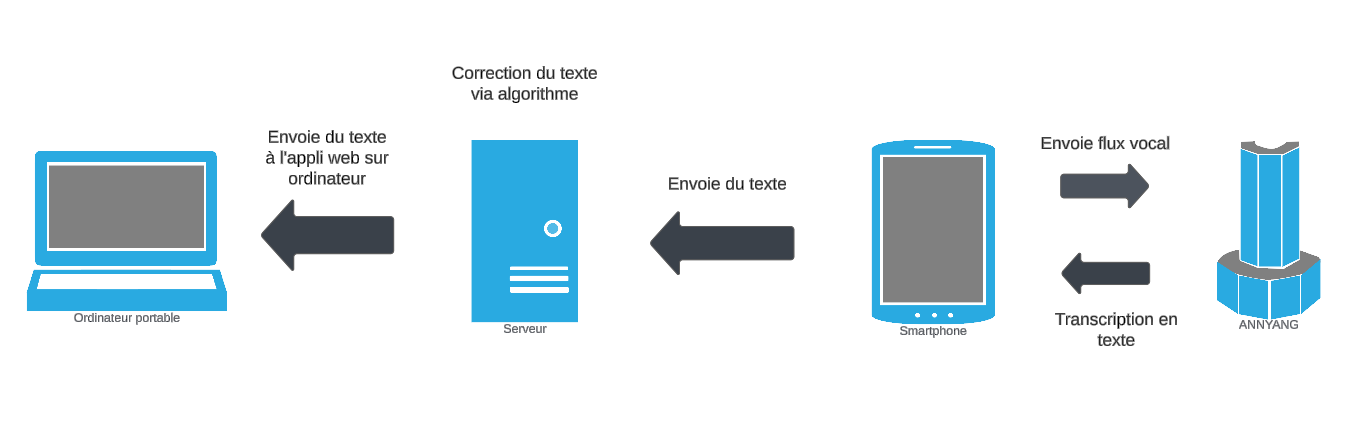 Correction du texte
via algorithme
Envoie du texte
à l'appli web sur
ordinateur
Envoie du texte
Envoie flux vocal
Transcription en
texte
Ordinateur portable
Serveur
Smartphone
ANNYANG